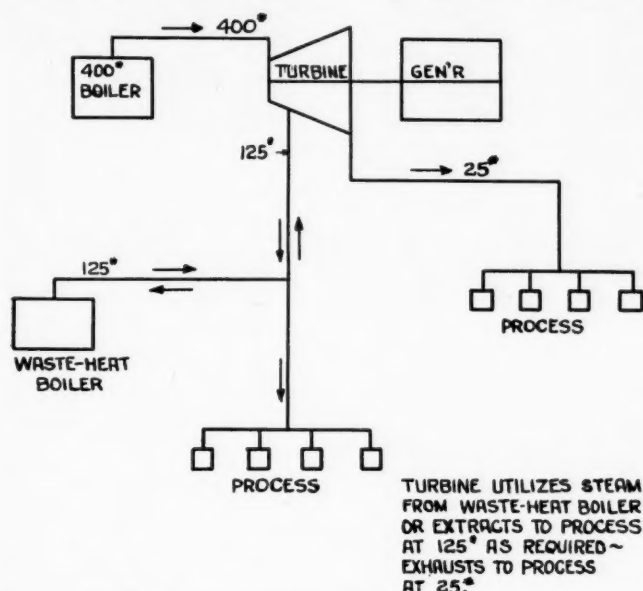 400#
400#
BOILER
TURBINE
GEN'R
125#
25#
125#
WASTE-HEAT
BOILER
PROCESS
PROCESS
TURBINE UTILIZES STEAM
FROM WASTE-HEAT BOILER
OR EXTRACTS TO PROCESS
AT 125# AS REQUIRED~
EXHAUSTS TO PROCESS
AT 25#